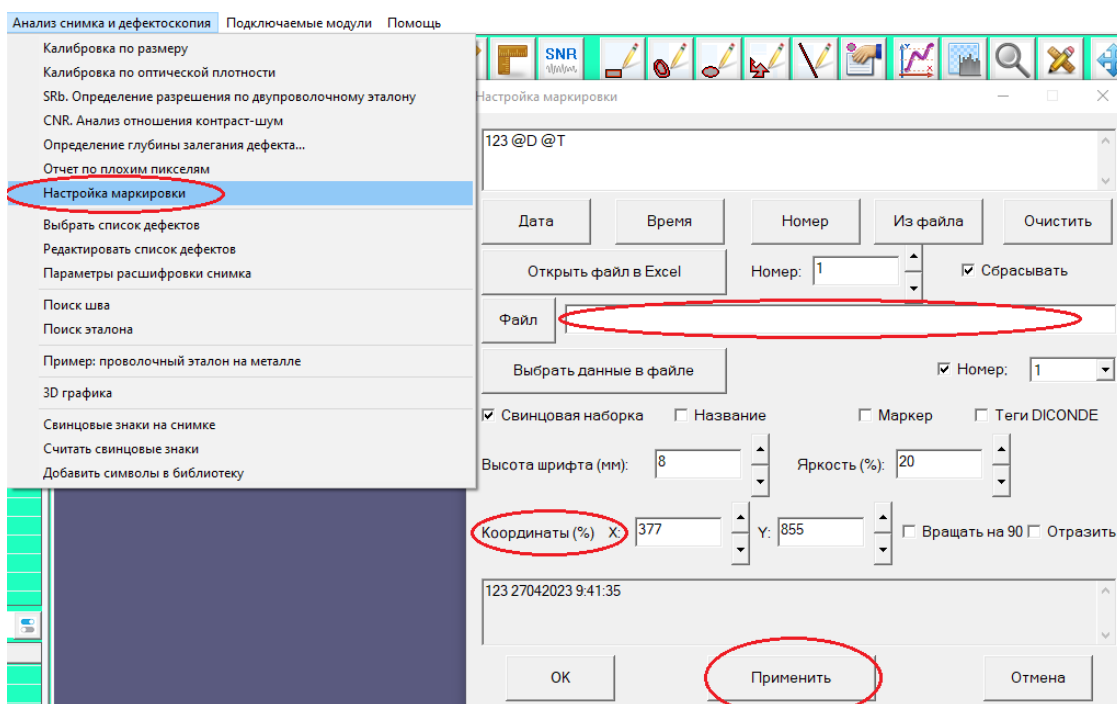 Анализ снимка и дефектоскопия Подключаемые модули Помощь
Калибровка по размеру
Калибровка по оптической плотности
SRb. Определение разрешения по двупроволочному эталону
CNR. Анализ отношения контраст-шум
Определение глубины залегания дефекта...
Отчет по плохим пикселям
Настройка маркировки
Выбрать список дефектов
Редактировать список дефектов
Параметры расшифровки снимка
Поиск шва
Поиск эталона
Пример: проволочный эталон на металле
3D графика
Свинцовые знаки на снимке
Считать свинцовые знаки
Добавить символы в библиотеку
SNR
Настройка маркировки
123 @D @T
Дата Время Номер Из файла Очистить
Открыть файл в Excel Номер: 1 Сбрасывать
Файл
Выбрать данные в файле Номер: 1
Свинцовая наборка Название Маркер Теги DICONDE
Высота шрифта (мм): 8 Яркость (%): 20
Координаты (%) X: 377 Y: 855 Вращать на 90 Отразить
123 27042023 9:41:35
OK Применить Отмена